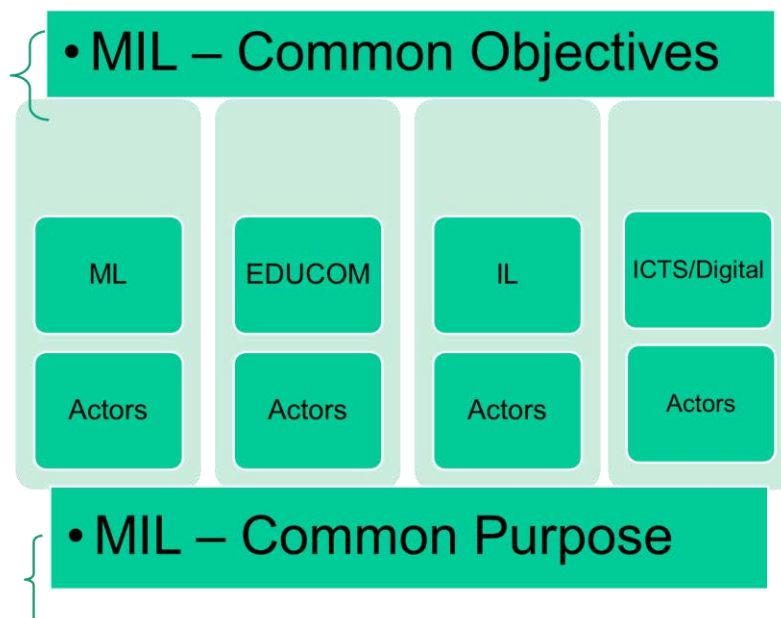 • MIL – Common Objectives
ML
EDUCOM
IL
ICTS/Digital
Actors
Actors
Actors
Actors
• MIL – Common Purpose